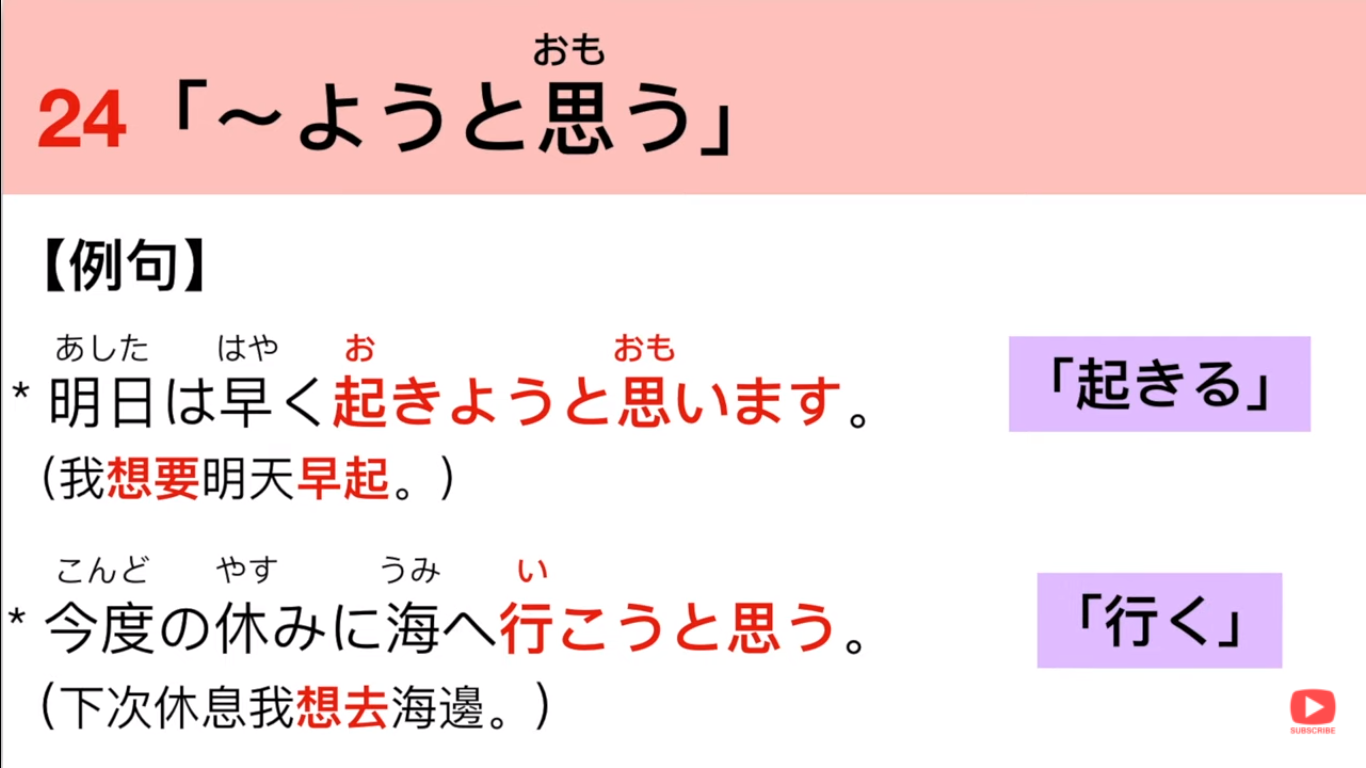 おも
24「～ようと思う」
【例句】
あした はや お おも
* 明日は早く起きようと思います。
「起きる」
(我想要明天早起。)
こんど やす うみ い
* 今度の休みに海へ行こうと思う。
「行く」
(下次休息我想去海邊。)
SUBSCRIBE